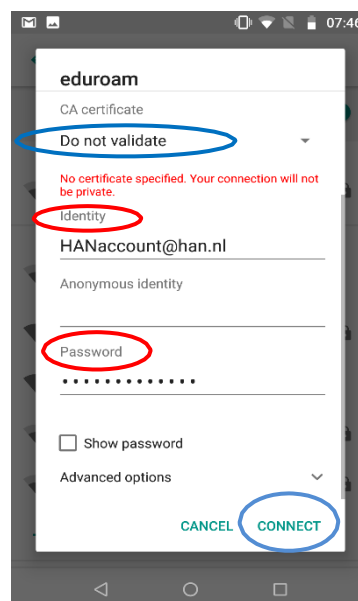 07:46
eduroam
CA certificate
Do not validate
No certificate specified. Your connection will not
be private.
Identity
HANaccount@han.nl
Anonymous identity
Password
•••••••••••••
Show password
Advanced options
CANCEL CONNECT